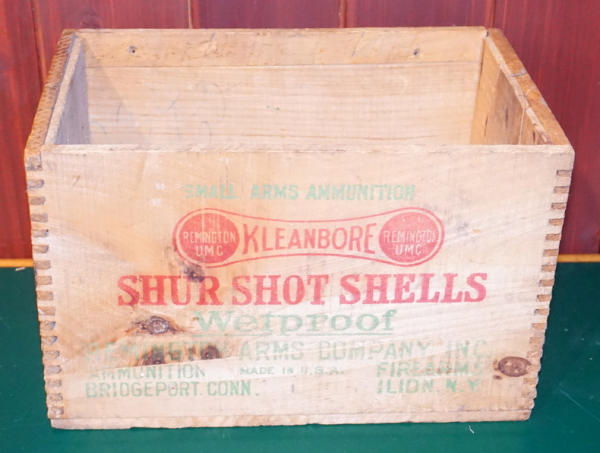 SMALL ARMS AMMUNITION
REMINGTON UMC KLEANBORE REMINGTON UMC
SHUR SHOT SHELLS
Wetproof
REMINGTON ARMS COMPANY, INC.
AMMUNITION MADE IN U.S.A. FIREARMS
BRIDGEPORT, CONN. ILION, N.Y.